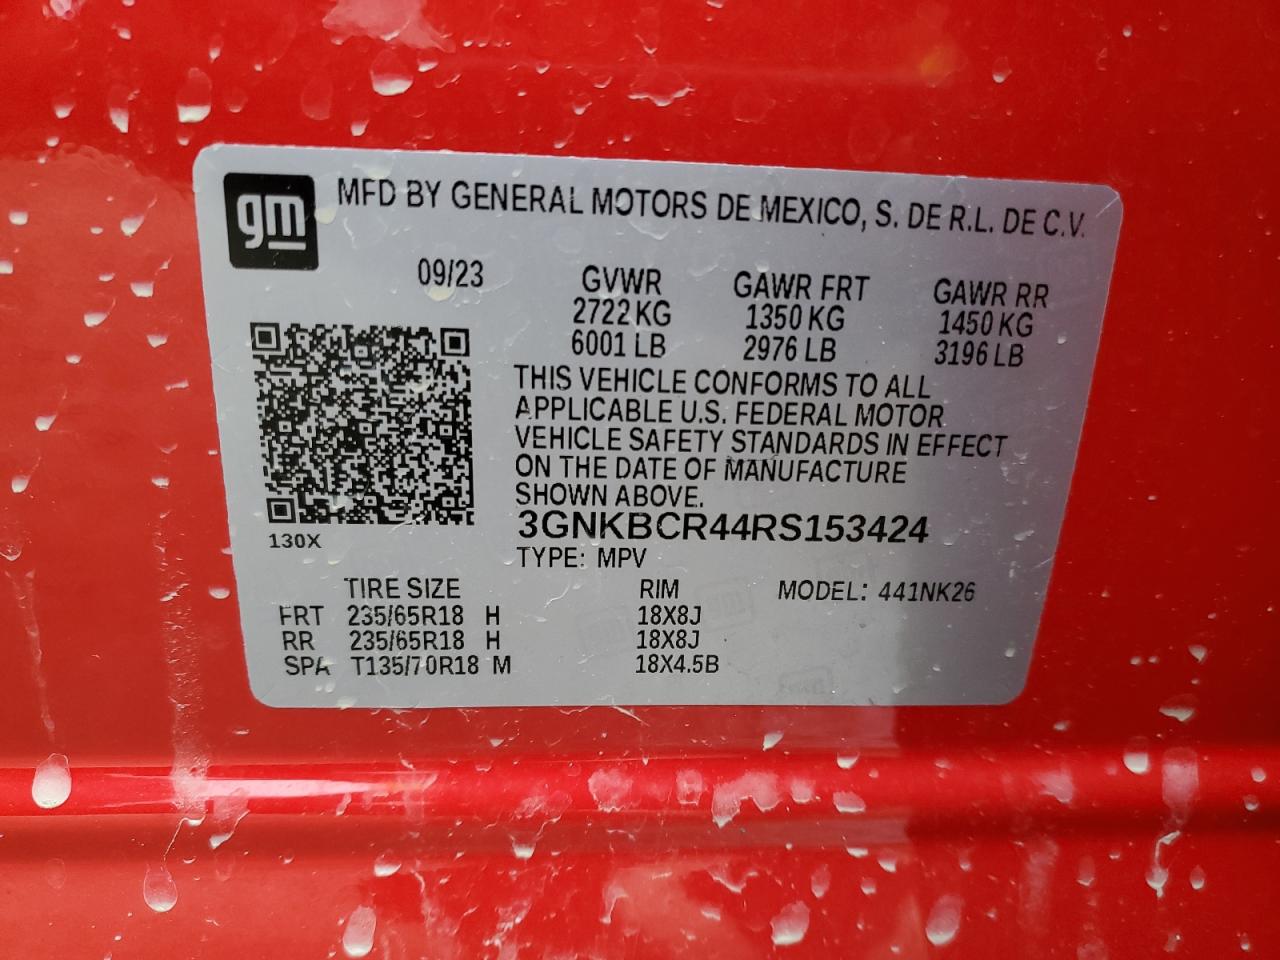 gm
MFD BY GENERAL MOTORS DE MEXICO, S. DE R.L. DE C.V.
09/23 GVWR GAWR FRT GAWR RR
2722 KG 1350 KG 1450 KG
6001 LB 2976 LB 3196 LB
THIS VEHICLE CONFORMS TO ALL
APPLICABLE U.S. FEDERAL MOTOR
VEHICLE SAFETY STANDARDS IN EFFECT
ON THE DATE OF MANUFACTURE
SHOWN ABOVE.
3GNKBCR44RS153424
130X
TYPE: MPV
TIRE SIZE RIM MODEL: 441NK26
FRT 235/65R18 H 18X8J
RR 235/65R18 H 18X8J
SPA T135/70R18 M 18X4.5B